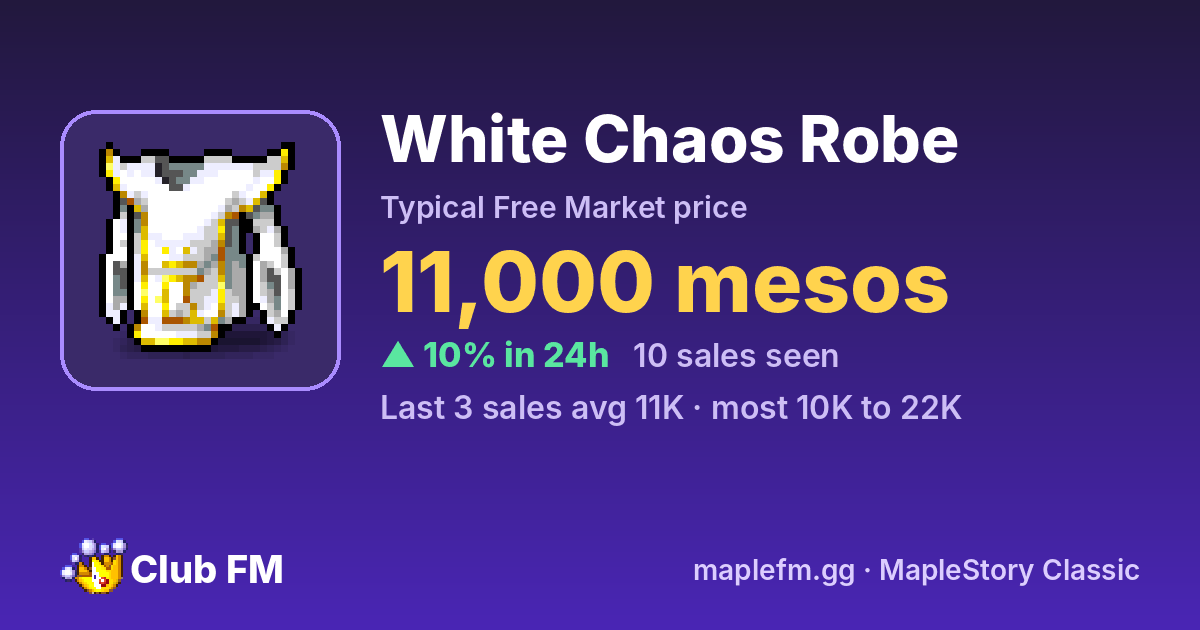 White Chaos Robe
Typical Free Market price
11,000 mesos
▲ 10% in 24h 10 sales seen
Last 3 sales avg 11K · most 10K to 22K
Club FM
maplefm.gg · MapleStory Classic